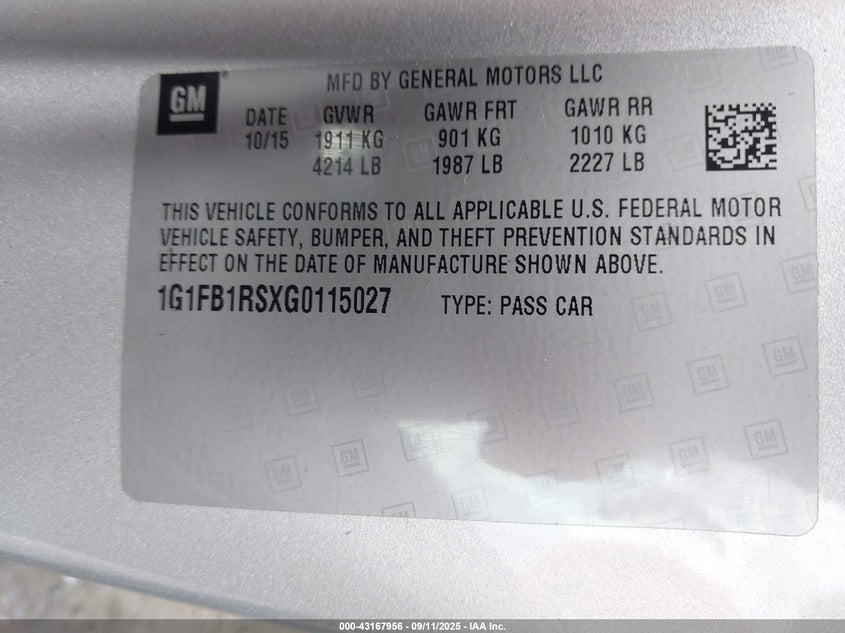 GM® MFD BY GENERAL MOTORS LLC
DATE GVWR GAWR FRT GAWR RR
10/15 1911 KG 901 KG 1010 KG
4214 LB 1987 LB 2227 LB
THIS VEHICLE CONFORMS TO ALL APPLICABLE U.S. FEDERAL MOTOR
VEHICLE SAFETY, BUMPER, AND THEFT PREVENTION STANDARDS IN
EFFECT ON THE DATE OF MANUFACTURE SHOWN ABOVE.
1G1FB1RSXG0115027 TYPE: PASS CAR
000-43167956 - 09/11/2025 - IAA Inc.